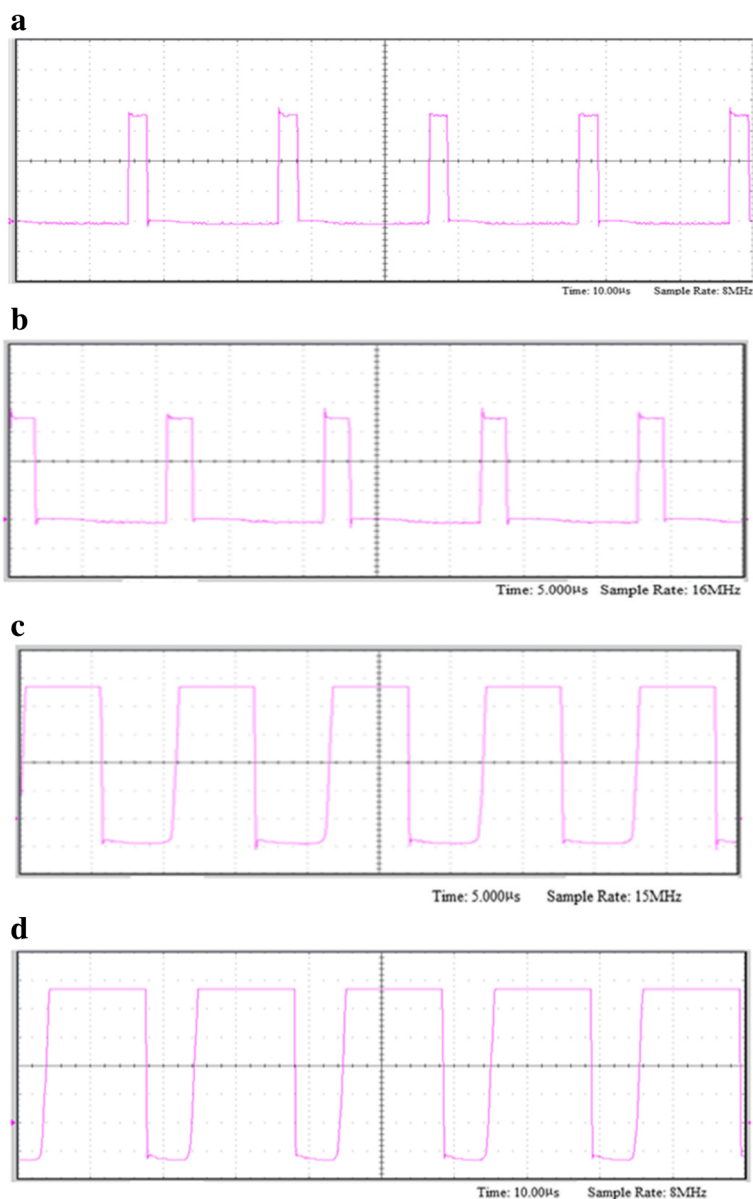 a
Time: 10.00µs Sample Rate: 8MHz
b
Time: 5.000µs Sample Rate: 16MHz
c
Time: 5.000µs Sample Rate: 15MHz
d
Time: 10.00µs Sample Rate: 8MHz